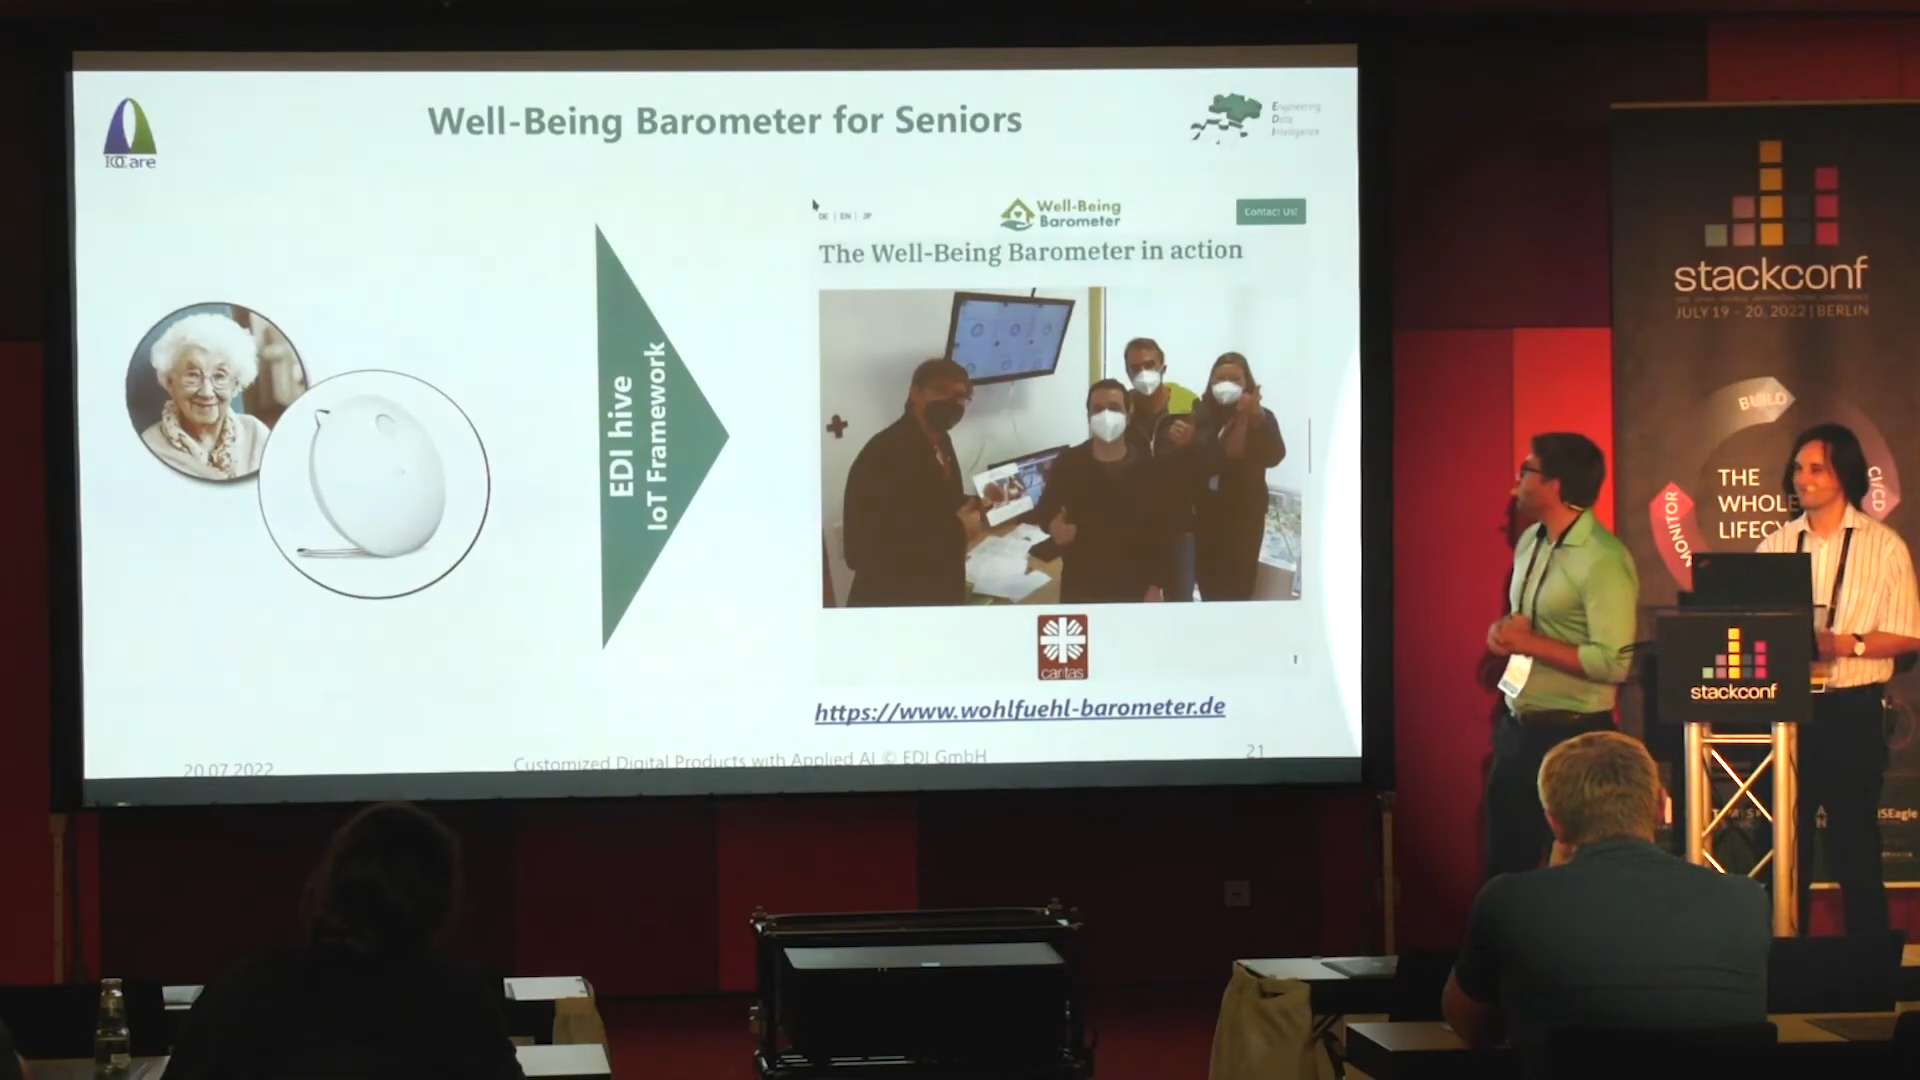 Well-Being Barometer for Seniors
Care
Engineering
Data
Intelligence
DE | EN | JP
Well-Being
Barometer
Contact Us!
The Well-Being Barometer in action
EDI hive
IoT Framework
caritas
https://www.wohlfuehl-barometer.de
20.07.2022
Customized Digital Products with Applied AI © EDI GmbH
21
stackconf
JULY 19 - 20, 2022 | BERLIN
BUILD
CI/CD
MONITOR
THE
WHOLE
LIFECY
stackconf
ISEagle